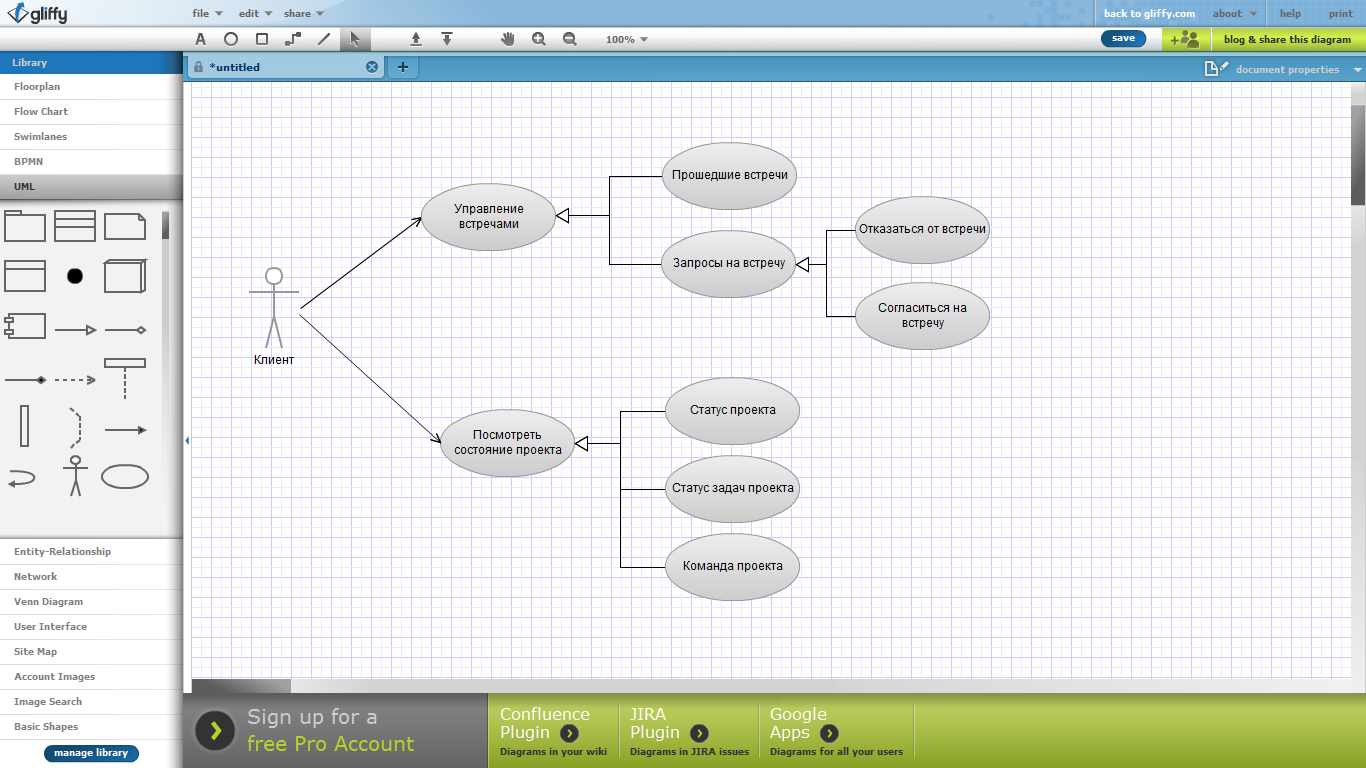 gliffy
file edit share
back to gliffy.com about help print
A
100%
save
blog & share this diagram
Library
*untitled
document properties
Floorplan
Flow Chart
Swimlanes
BPMN
UML
Entity-Relationship
Network
Venn Diagram
User Interface
Site Map
Account Images
Image Search
Basic Shapes
manage library
Клиент
Управление
встречами
Прошедшие встречи
Запросы на встречу
Отказаться от встречи
Согласиться на
встречу
Посмотреть
состояние проекта
Статус проекта
Статус задач проекта
Команда проекта
Sign up for a
free Pro Account
Confluence
Plugin
Diagrams in your wiki
JIRA
Plugin
Diagrams in JIRA issues
Google
Apps
Diagrams for all your users